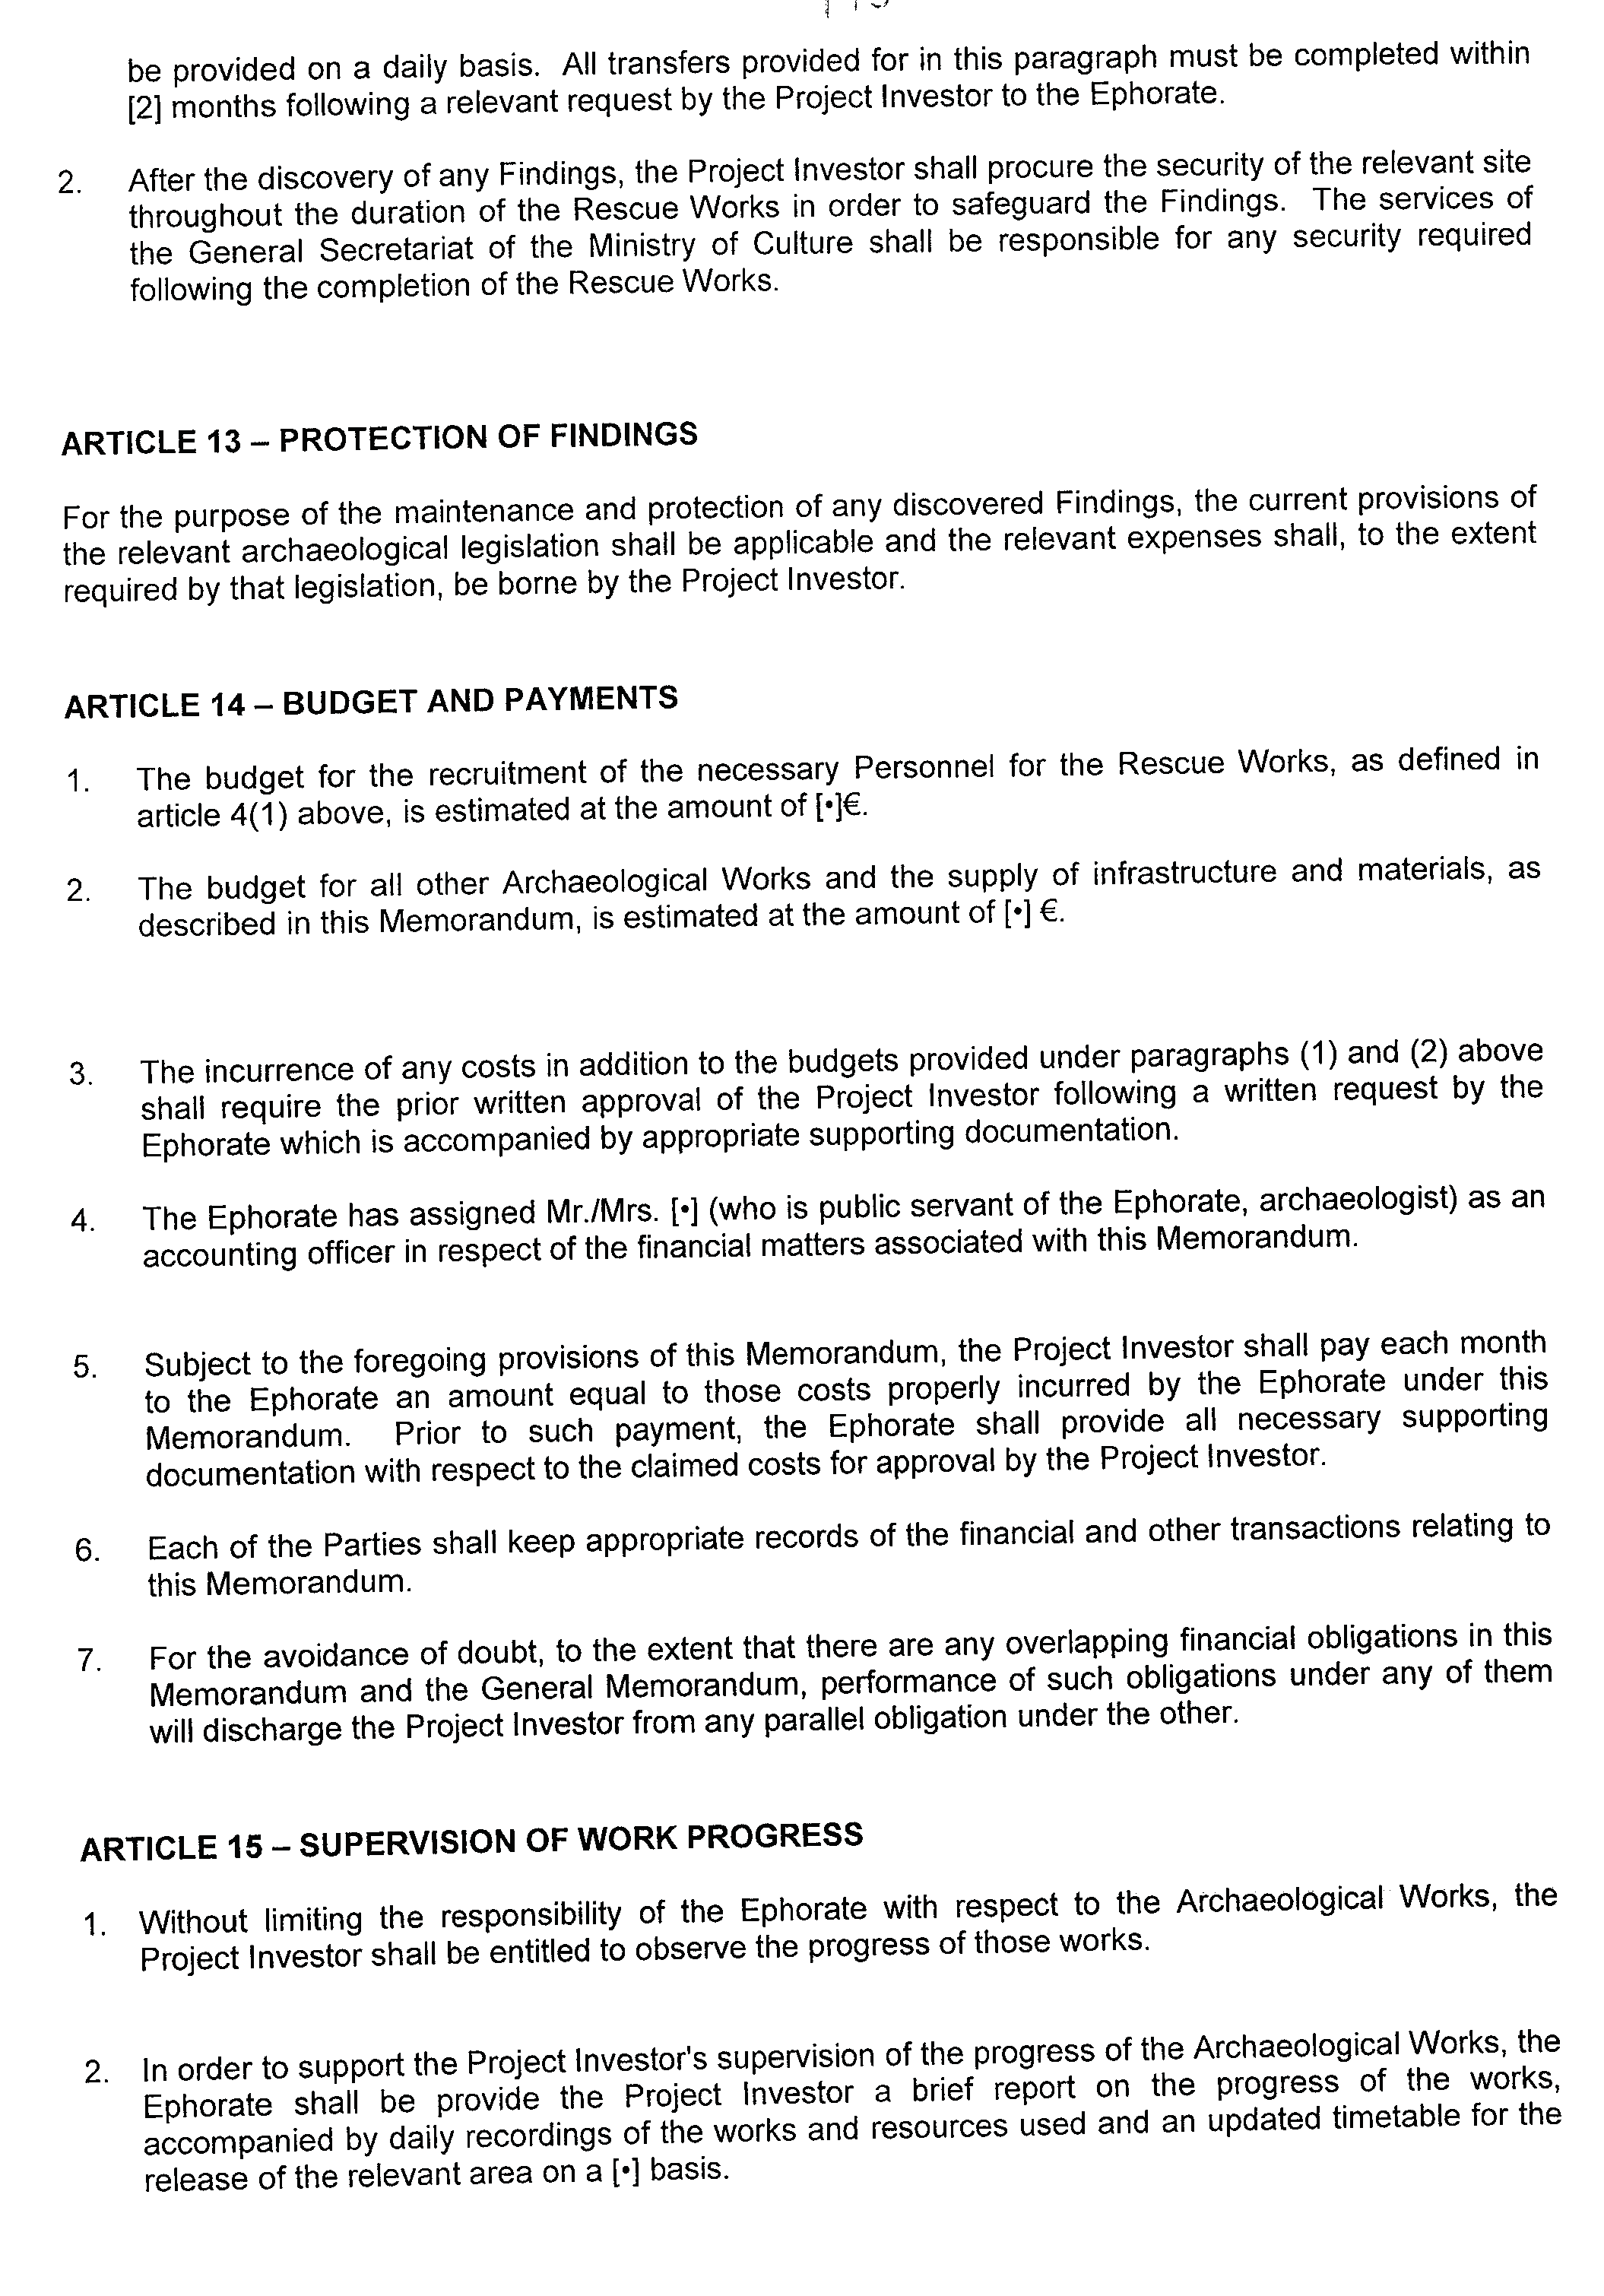 be provided on a daily basis. All transfers provided for in this paragraph must be completed within
[2] months following a relevant request by the Project Investor to the Ephorate.
2. After the discovery of any Findings, the Project Investor shall procure the security of the relevant site
throughout the duration of the Rescue Works in order to safeguard the Findings. The services of
the General Secretariat of the Ministry of Culture shall be responsible for any security required
following the completion of the Rescue Works.
ARTICLE 13 – PROTECTION OF FINDINGS
For the purpose of the maintenance and protection of any discovered Findings, the current provisions of
the relevant archaeological legislation shall be applicable and the relevant expenses shall, to the extent
required by that legislation, be borne by the Project Investor.
ARTICLE 14 – BUDGET AND PAYMENTS
1. The budget for the recruitment of the necessary Personnel for the Rescue Works, as defined in
article 4(1) above, is estimated at the amount of [•]€.
2. The budget for all other Archaeological Works and the supply of infrastructure and materials, as
described in this Memorandum, is estimated at the amount of [•] €.
3. The incurrence of any costs in addition to the budgets provided under paragraphs (1) and (2) above
shall require the prior written approval of the Project Investor following a written request by the
Ephorate which is accompanied by appropriate supporting documentation.
4. The Ephorate has assigned Mr./Mrs. [•] (who is public servant of the Ephorate, archaeologist) as an
accounting officer in respect of the financial matters associated with this Memorandum.
5. Subject to the foregoing provisions of this Memorandum, the Project Investor shall pay each month
to the Ephorate an amount equal to those costs properly incurred by the Ephorate under this
Memorandum. Prior to such payment, the Ephorate shall provide all necessary supporting
documentation with respect to the claimed costs for approval by the Project Investor.
6. Each of the Parties shall keep appropriate records of the financial and other transactions relating to
this Memorandum.
7. For the avoidance of doubt, to the extent that there are any overlapping financial obligations in this
Memorandum and the General Memorandum, performance of such obligations under any of them
will discharge the Project Investor from any parallel obligation under the other.
ARTICLE 15 – SUPERVISION OF WORK PROGRESS
1. Without limiting the responsibility of the Ephorate with respect to the Archaeological Works, the
Project Investor shall be entitled to observe the progress of those works.
2. In order to support the Project Investor's supervision of the progress of the Archaeological Works, the
Ephorate shall be provide the Project Investor a brief report on the progress of the works,
accompanied by daily recordings of the works and resources used and an updated timetable for the
release of the relevant area on a [•] basis.